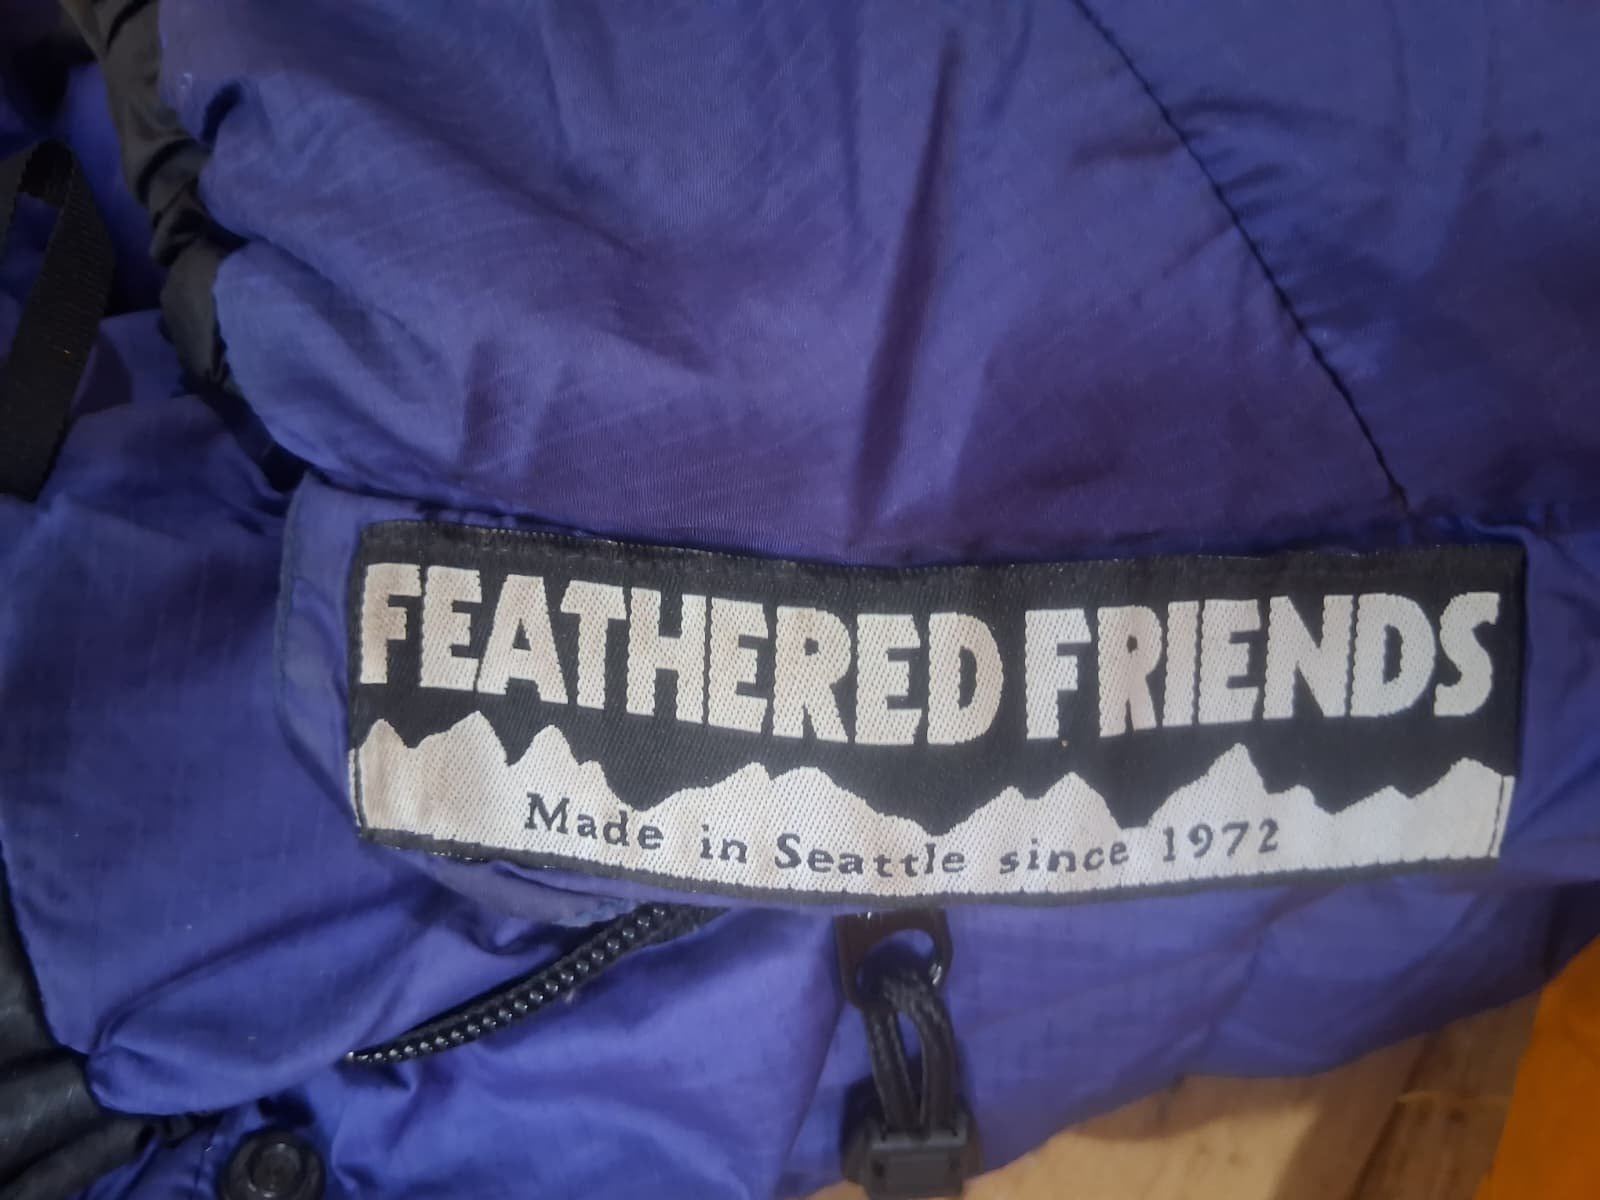 FEATHERED FRIENDS
Made in Seattle since 1972